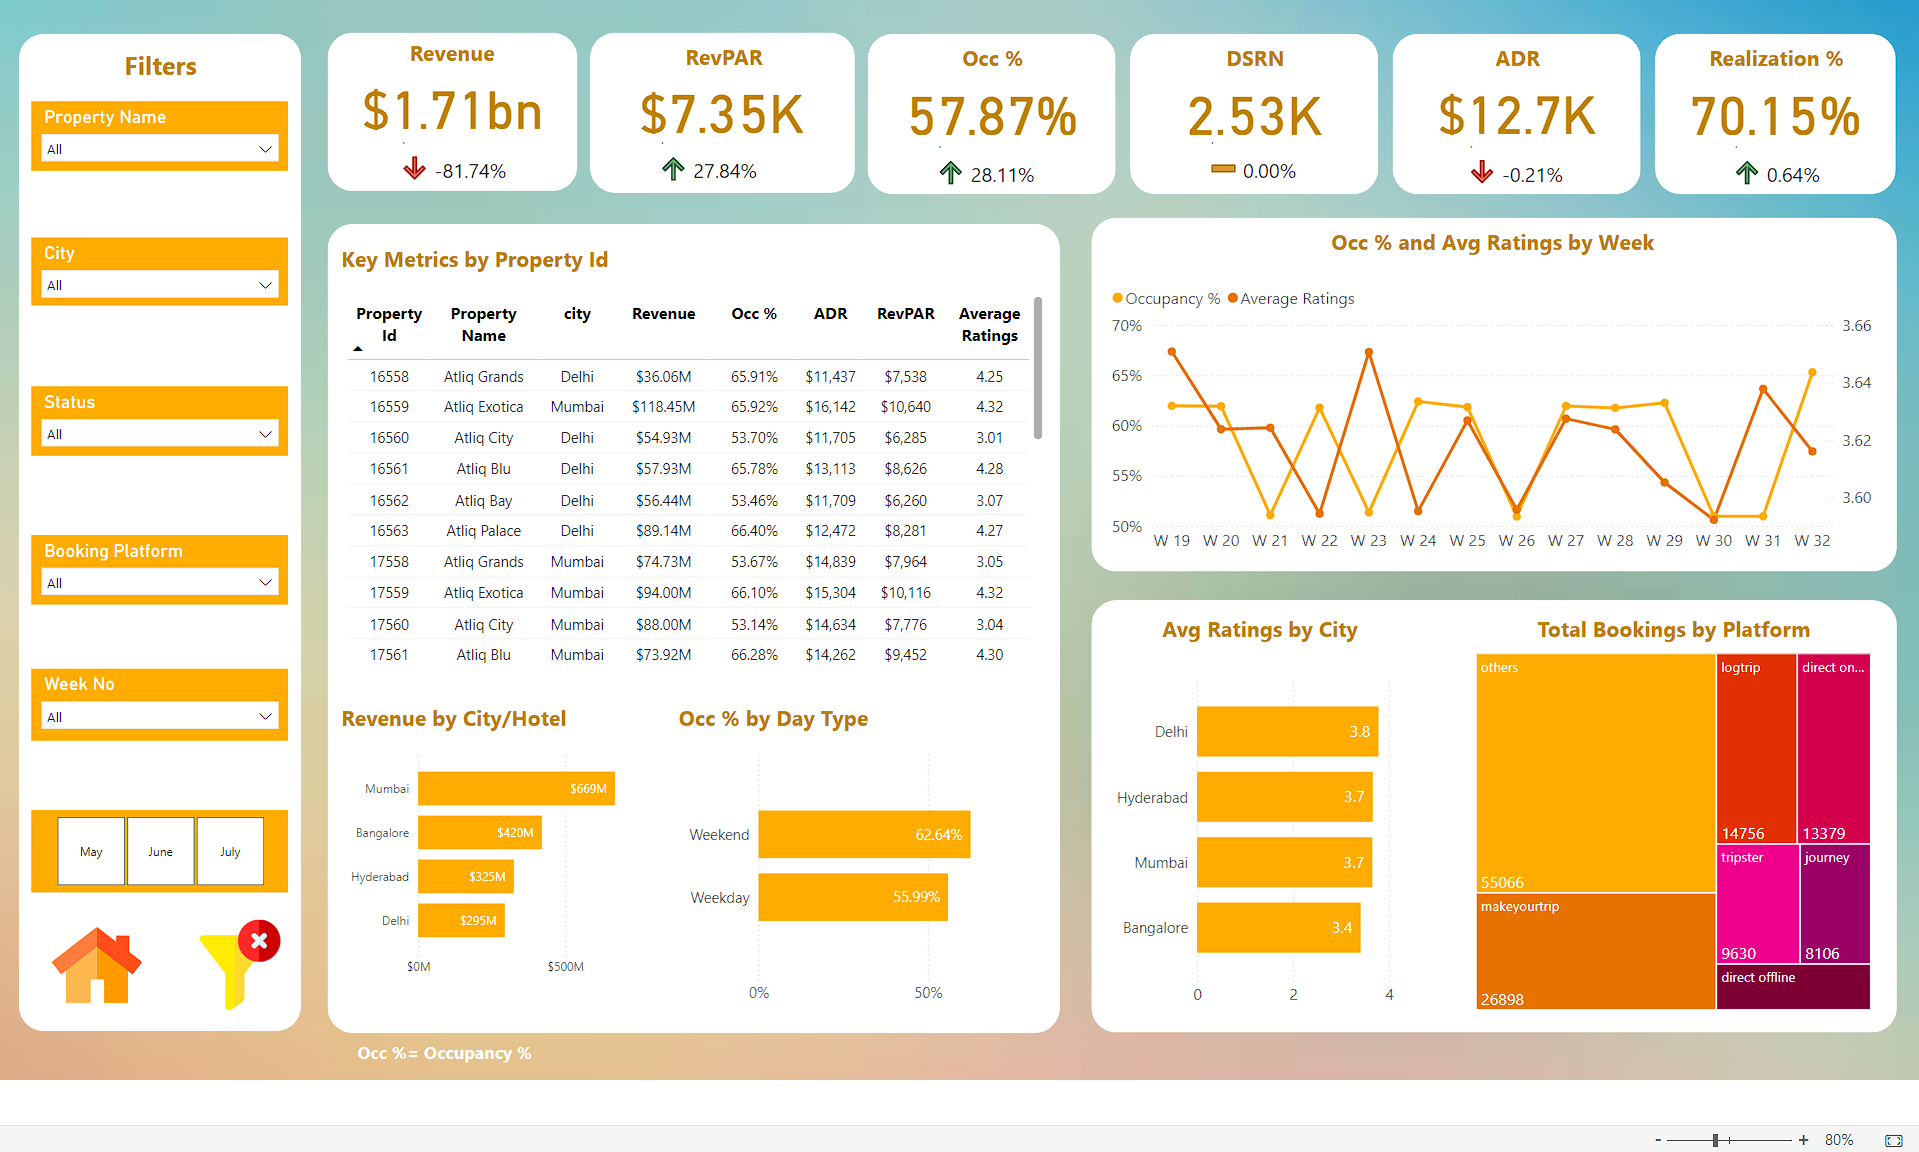 Filters
Property Name
All
City
All
Status
All
Booking Platform
All
Week No
All
May June July
Revenue
$1.71bn
-81.74%
RevPAR
$7.35K
27.84%
Occ %
57.87%
28.11%
DSRN
2.53K
0.00%
ADR
$12.7K
-0.21%
Realization %
70.15%
0.64%
Key Metrics by Property Id
Property Id Property Name city Revenue Occ % ADR RevPAR Average Ratings
16558 Atliq Grands Delhi $36.06M 65.91% $11,437 $7,538 4.25
16559 Atliq Exotica Mumbai $118.45M 65.92% $16,142 $10,640 4.32
16560 Atliq City Delhi $54.93M 53.70% $11,705 $6,285 3.01
16561 Atliq Blu Delhi $57.93M 65.78% $13,113 $8,626 4.28
16562 Atliq Bay Delhi $56.44M 53.46% $11,709 $6,260 3.07
16563 Atliq Palace Delhi $89.14M 66.40% $12,472 $8,281 4.27
17558 Atliq Grands Mumbai $74.73M 53.67% $14,839 $7,964 3.05
17559 Atliq Exotica Mumbai $94.00M 66.10% $15,304 $10,116 4.32
17560 Atliq City Mumbai $88.00M 53.14% $14,634 $7,776 3.04
17561 Atliq Blu Mumbai $73.92M 66.28% $14,262 $9,452 4.30
Revenue by City/Hotel
Mumbai $669M
Bangalore $420M
Hyderabad $325M
Delhi $295M
$0M $500M
Occ % by Day Type
Weekend 62.64%
Weekday 55.99%
0% 50%
Occ % and Avg Ratings by Week
Occupancy % Average Ratings
70% 3.66
65% 3.64
60% 3.62
55% 3.60
50%
W 19 W 20 W 21 W 22 W 23 W 24 W 25 W 26 W 27 W 28 W 29 W 30 W 31 W 32
Avg Ratings by City
Delhi 3.8
Hyderabad 3.7
Mumbai 3.7
Bangalore 3.4
0 2 4
Total Bookings by Platform
others
55066
makeyourtrip
26898
logtrip
14756
direct on...
13379
tripster
9630
journey
8106
direct offline
Occ %= Occupancy %
- + 80%